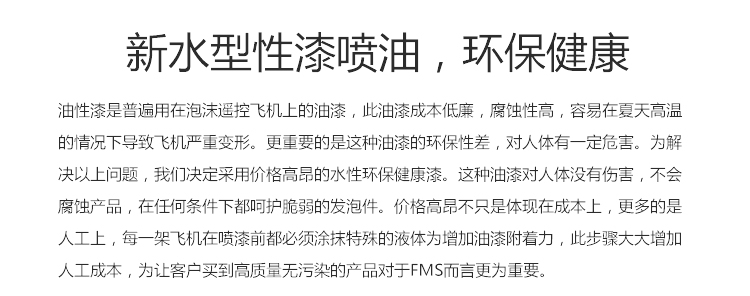 新水型性漆喷油，环保健康
油性漆是普遍用在泡沫遥控飞机上的油漆，此油漆成本低廉，腐蚀性高，容易在夏天高温
的情况下导致飞机严重变形。更重要的是这种油漆的环保性差，对人体有一定危害。为解
决以上问题，我们决定采用价格高昂的水性环保健康漆。这种油漆对人体没有伤害，不会
腐蚀产品，在任何条件下都呵护脆弱的发泡件。价格高昂不只是体现在成本上，更多的是
人工上，每一架飞机在喷漆前都必须涂抹特殊的液体为增加油漆附着力，此步骤大大增加
人工成本，为让客户买到高质量无污染的产品对于FMS而言更为重要。